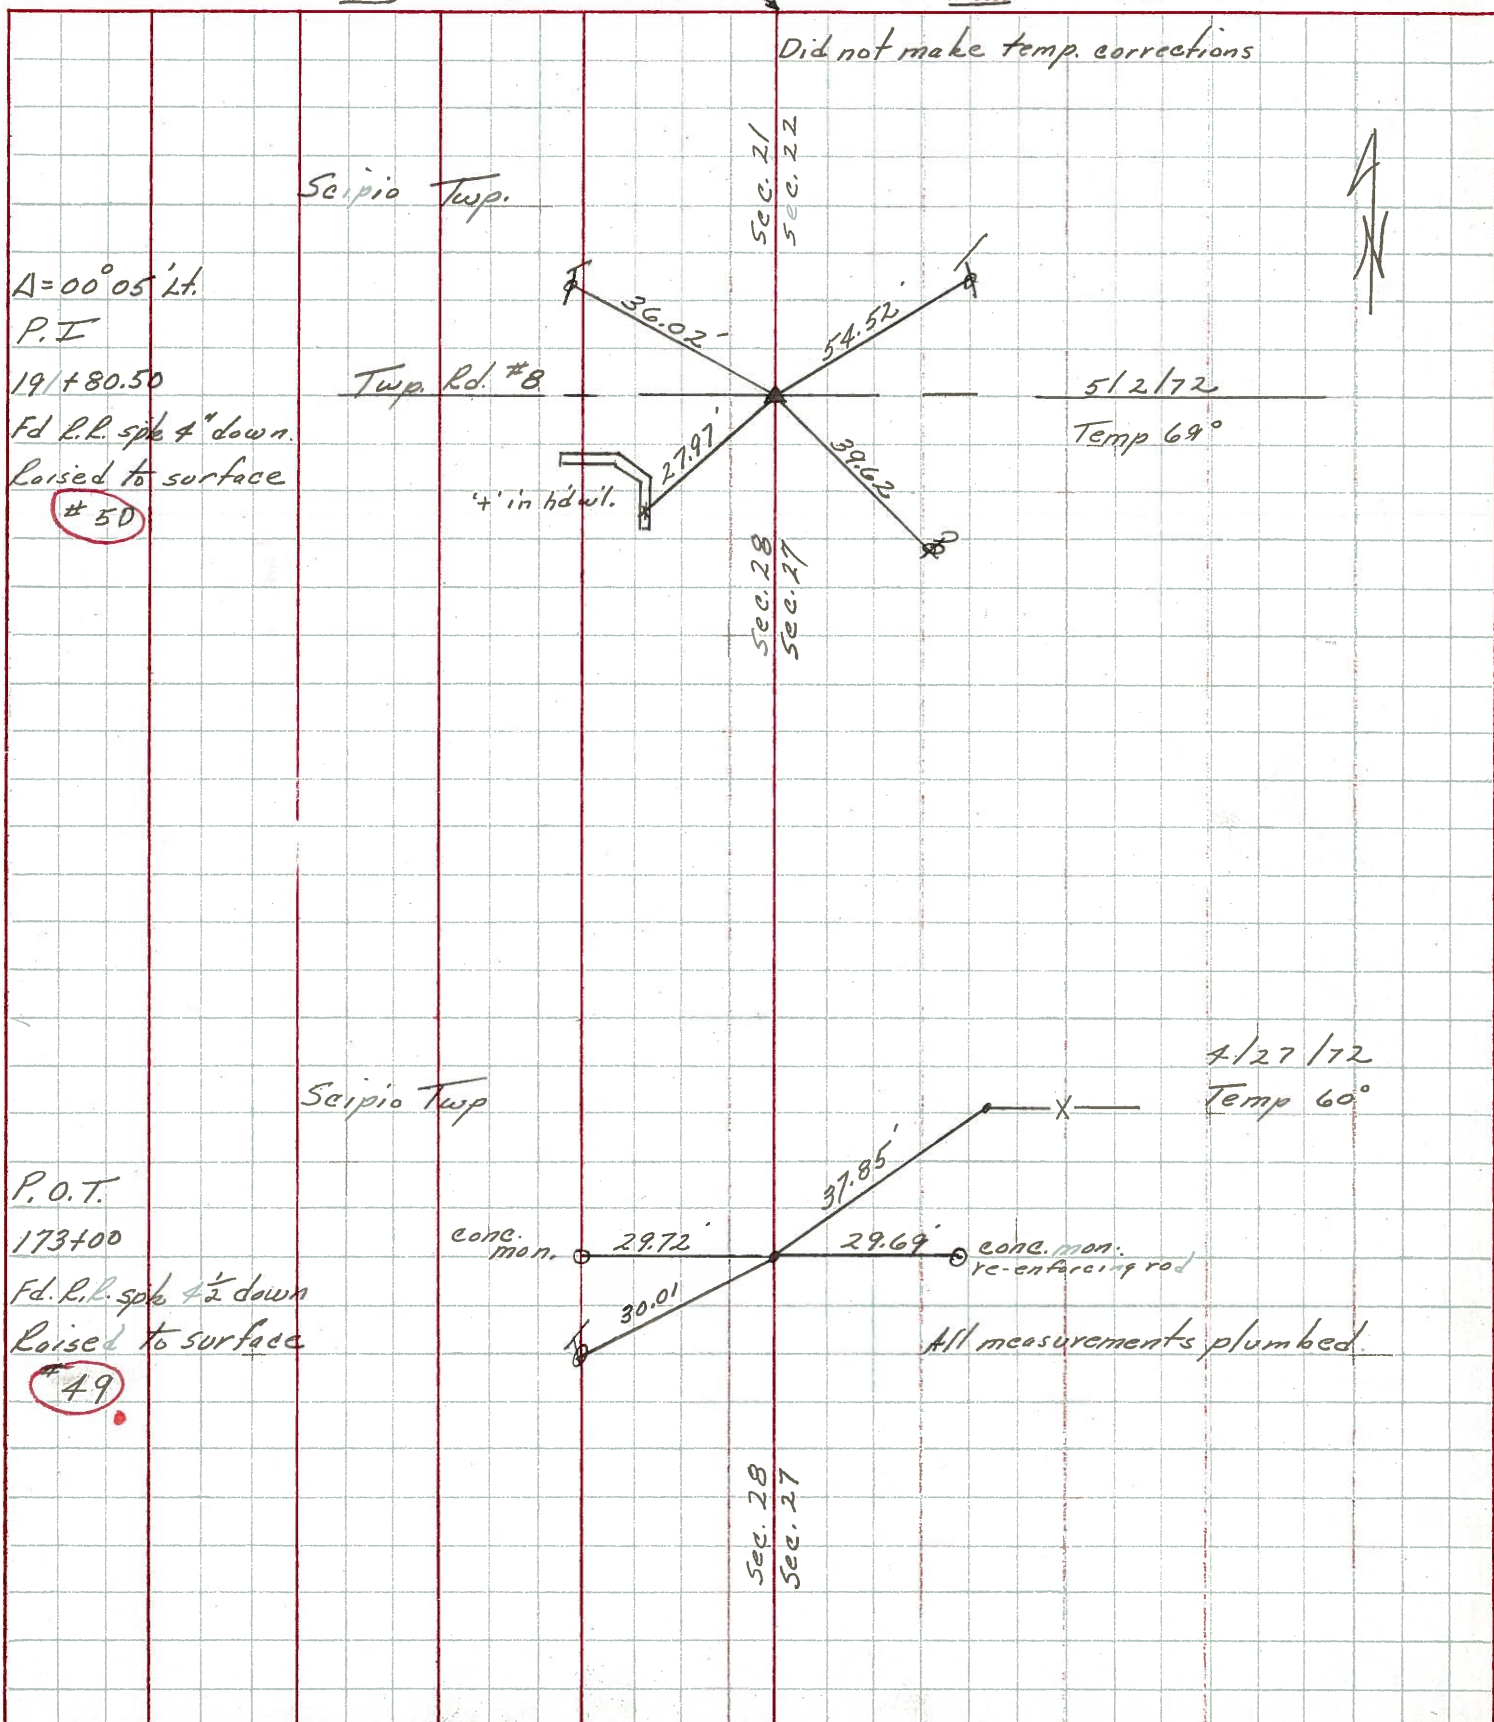 Did not make temp. corrections
Sec. 21
Sec. 22
Scipio Twp.
N
Δ=00°05' Lt.
36.02'
54.52'
P.I
191+80.50
Twp. Rd. #8
5/2/72
Fd R.R. spk 4" down.
Temp 69°
27.97'
39.62
Raised to surface
'+' in hdwl.
#50
Sec. 28
Sec. 27
4/27/72
Scipio Twp
Temp 60°
X
37.85'
P.O.T.
173+00
conc.
mon.
29.72'
29.69'
conc. mon.
re-enforcing rod
Fd. R.R. spk 4½ down
30.01
Raised to surface
All measurements plumbed.
#49
Sec. 28
Sec. 27